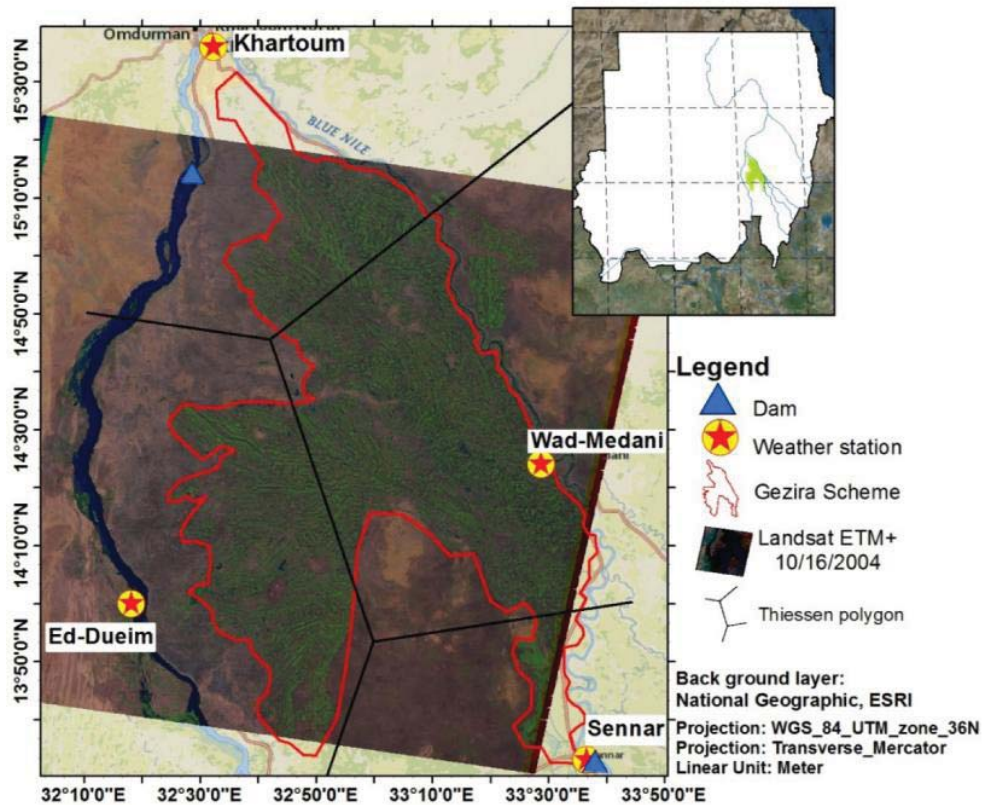 Omdurman
Khartoum
BLUE NILE
15°30'0"N
15°10'0"N
14°50'0"N
14°30'0"N
14°10'0"N
13°50'0"N
Wad-Medani
Ed-Dueim
Sennar
32°10'0"E
32°30'0"E
32°50'0"E
33°10'0"E
33°30'0"E
33°50'0"E
Legend
Dam
Weather station
Gezira Scheme
Landsat ETM+
10/16/2004
Thiessen polygon
Back ground layer:
National Geographic, ESRI
Projection: WGS_84_UTM_zone_36N
Projection: Transverse_Mercator
Linear Unit: Meter